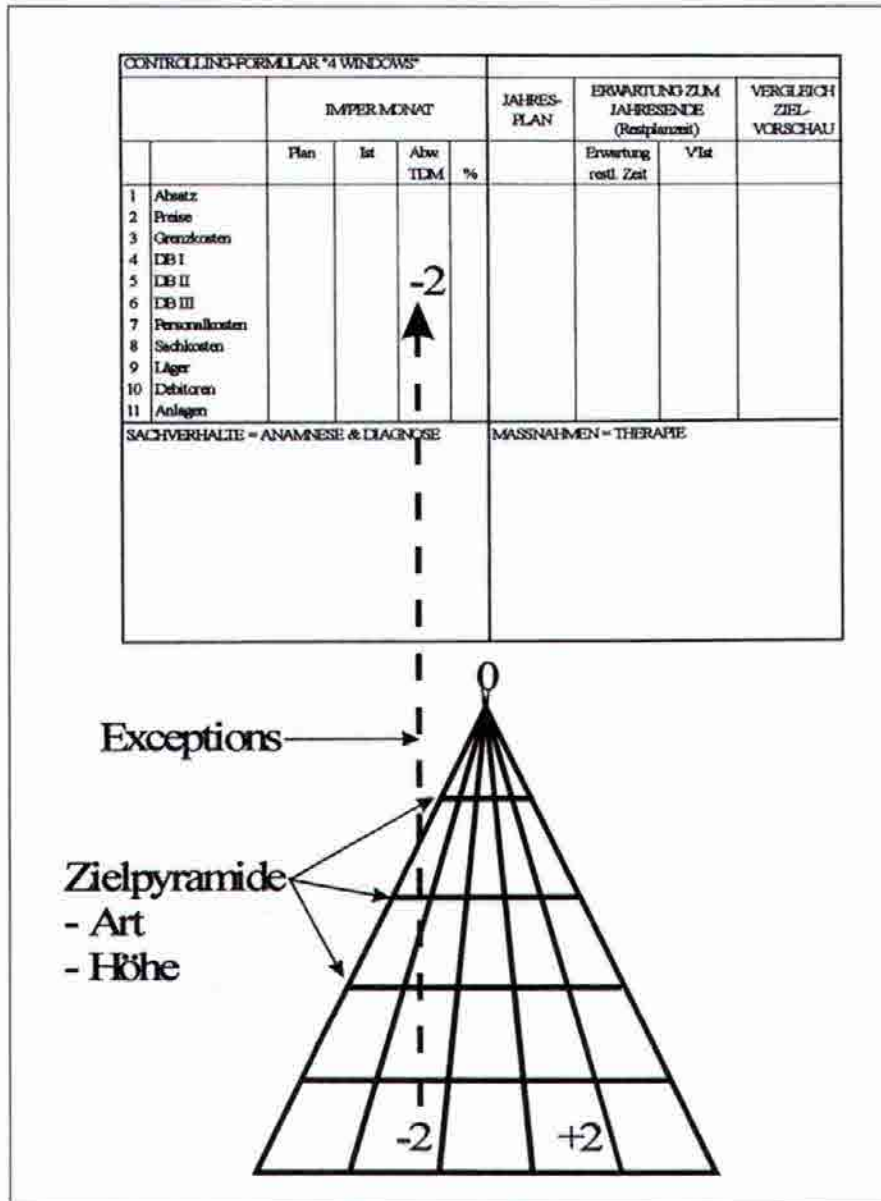 CONTROLLING-FORMULAR "4 WINDOWS"
IM/PER MONAT
JAHRES-
PLAN
ERWARTUNG ZUM
JAHRESENDE
(Restplanzeit)
VERGLEICH
ZIEL-
VORSCHAU
Plan
Ist
Abw
TDM
%
Erwartung
restl. Zeit
V'Ist
1 Absatz
2 Preise
3 Grenzkosten
4 DB I
5 DB II
6 DB III
7 Personalkosten
8 Sachkosten
9 Läger
10 Debitoren
11 Anlagen
-2
SACHVERHALTE = ANAMNESE & DIAGNOSE
MASSNAHMEN = THERAPIE
0
Exceptions
Zielpyramide
- Art
- Höhe
-2
+2